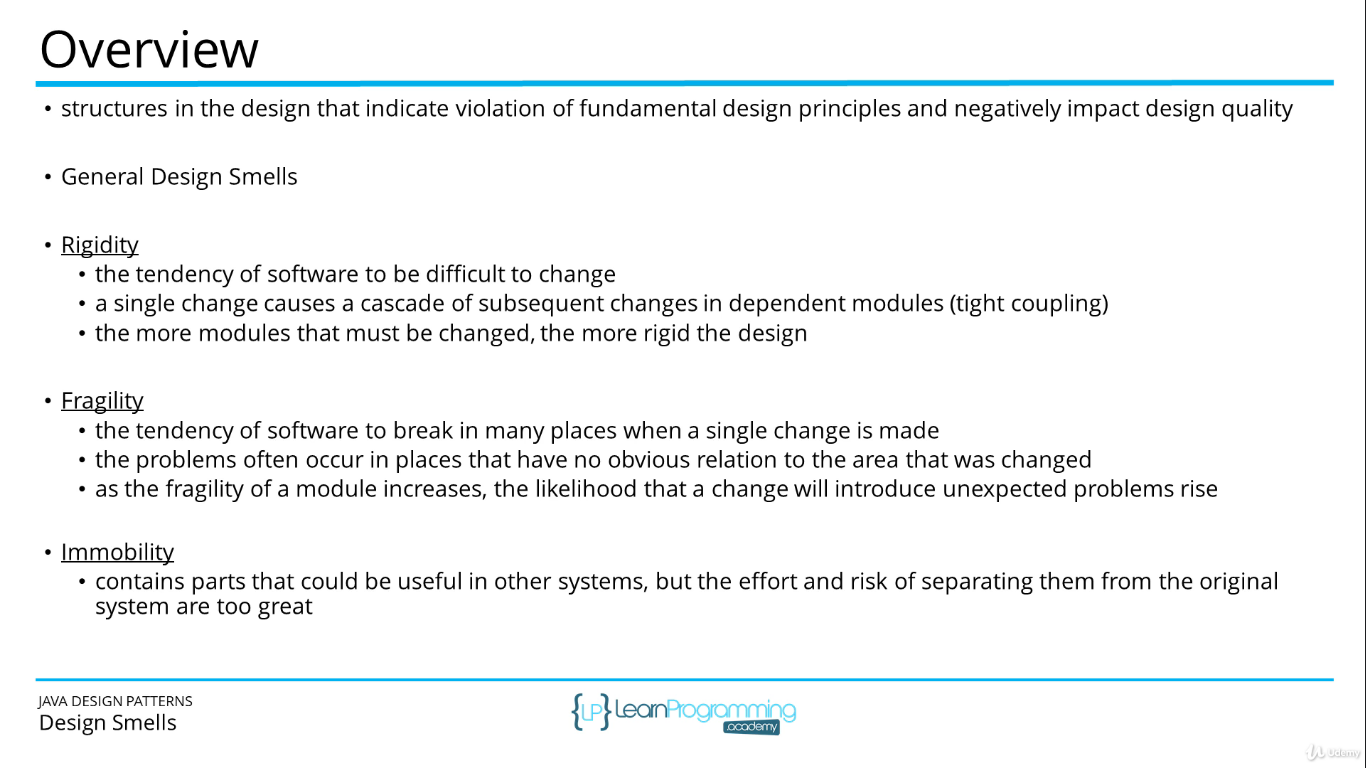 Overview
• structures in the design that indicate violation of fundamental design principles and negatively impact design quality
• General Design Smells
• Rigidity
• the tendency of software to be difficult to change
• a single change causes a cascade of subsequent changes in dependent modules (tight coupling)
• the more modules that must be changed, the more rigid the design
• Fragility
• the tendency of software to break in many places when a single change is made
• the problems often occur in places that have no obvious relation to the area that was changed
• as the fragility of a module increases, the likelihood that a change will introduce unexpected problems rise
• Immobility
• contains parts that could be useful in other systems, but the effort and risk of separating them from the original
system are too great
JAVA DESIGN PATTERNS
Design Smells
{LP} LearnProgramming
.academy
Udemy